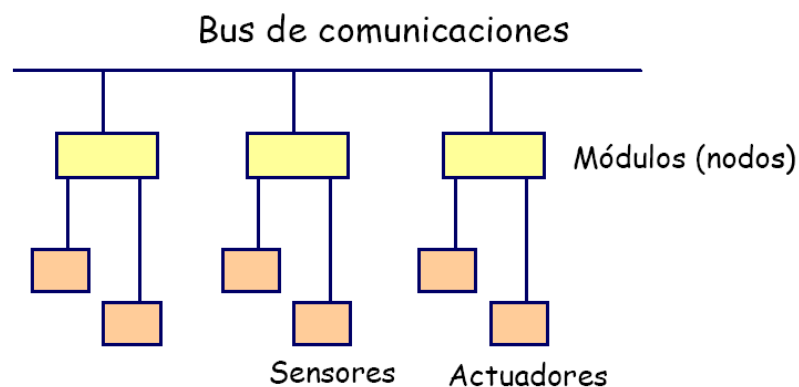 Bus de comunicaciones
Módulos (nodos)
Sensores
Actuadores